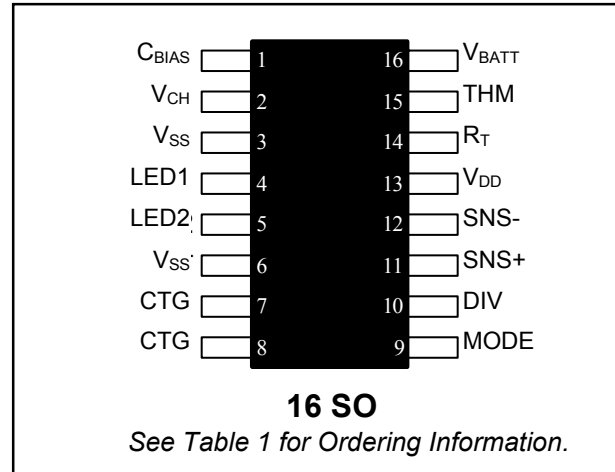 CBIAS 1 16 VBATT
VCH 2 15 THM
VSS 3 14 RT
LED1 4 13 VDD
LED2 5 12 SNS-
VSS 6 11 SNS+
CTG 7 10 DIV
CTG 8 9 MODE
16 SO
See Table 1 for Ordering Information.